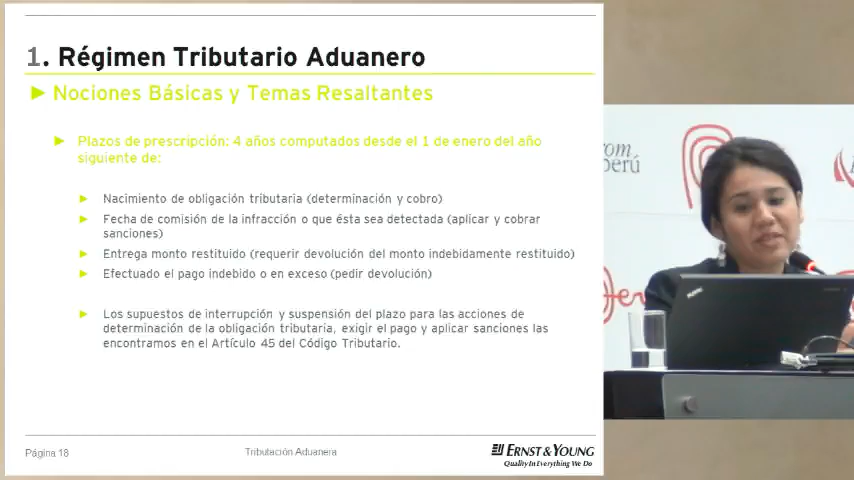 1. Régimen Tributario Aduanero
► Nociones Básicas y Temas Resaltantes
► Plazos de prescripción: 4 años computados desde el 1 de enero del año
siguiente de:
► Nacimiento de obligación tributaria (determinación y cobro)
► Fecha de comisión de la infracción o que ésta sea detectada (aplicar y cobrar
sanciones)
► Entrega monto restituido (requerir devolución del monto indebidamente restituido)
► Efectuado el pago indebido o en exceso (pedir devolución)
► Los supuestos de interrupción y suspensión del plazo para las acciones de
determinación de la obligación tributaria, exigir el pago y aplicar sanciones las
encontramos en el Artículo 45 del Código Tributario.
Página 18
Tributación Aduanera
ERNST & YOUNG
Quality In Everything We Do
om
perú